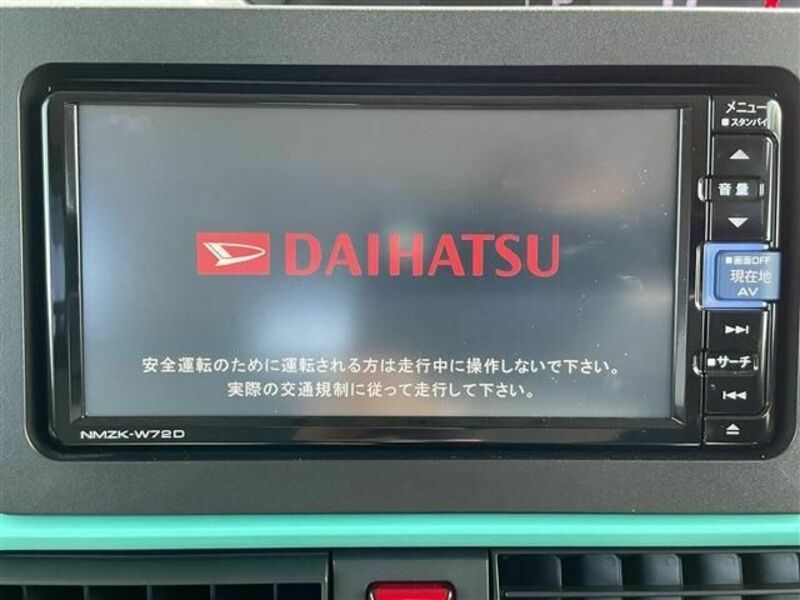 メニュー
■スタンバイ
音量
■画面OFF
現在地
AV
■サーチ
DAIHATSU
安全運転のために運転される方は走行中に操作しないで下さい。
実際の交通規制に従って走行して下さい。
NMZK-W72D